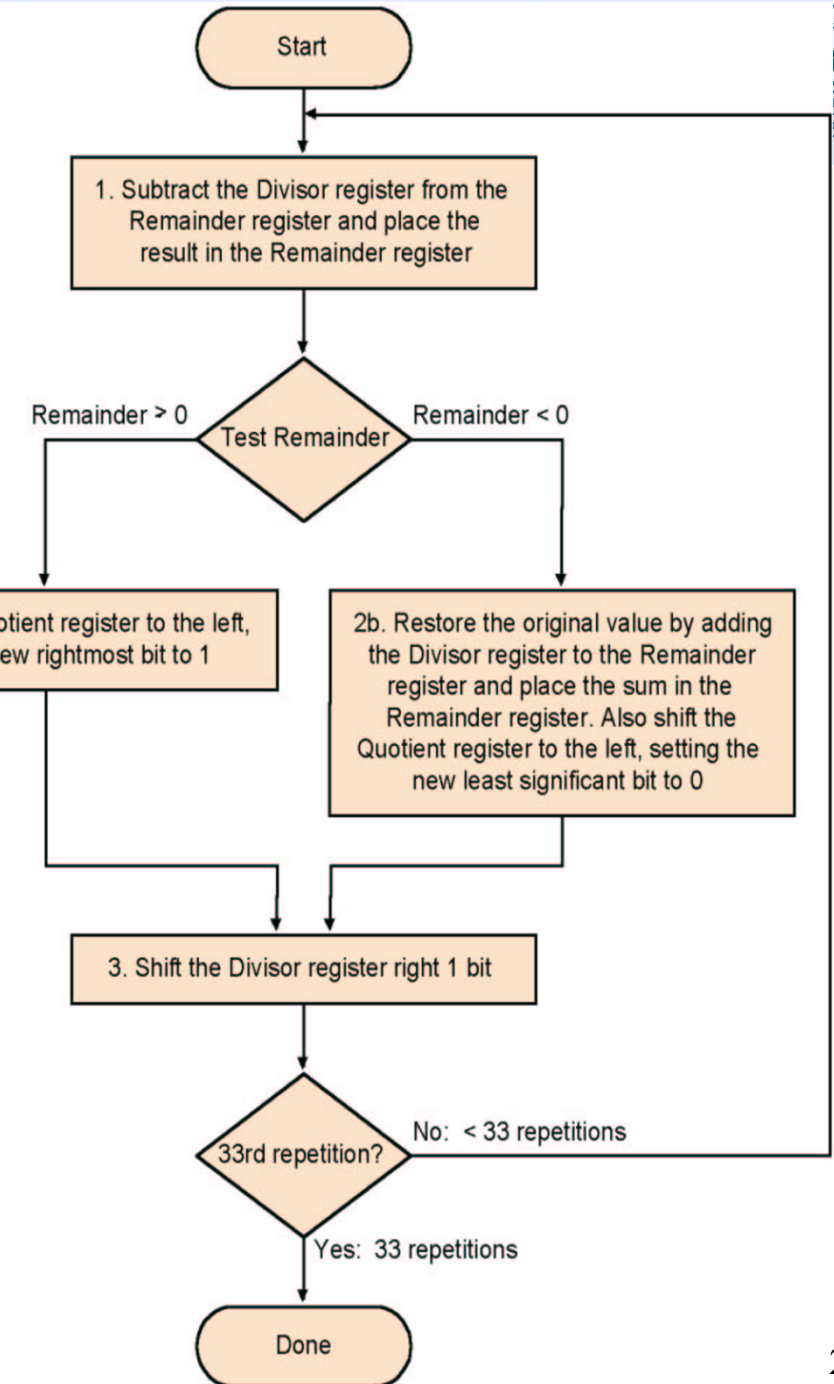 Start
1. Subtract the Divisor register from the
Remainder register and place the
result in the Remainder register
Remainder > 0
Test Remainder
Remainder < 0
register to the left,
rightmost bit to 1
2b. Restore the original value by adding
the Divisor register to the Remainder
register and place the sum in the
Remainder register. Also shift the
Quotient register to the left, setting the
new least significant bit to 0
3. Shift the Divisor register right 1 bit
33rd repetition?
No: < 33 repetitions
Yes: 33 repetitions
Done